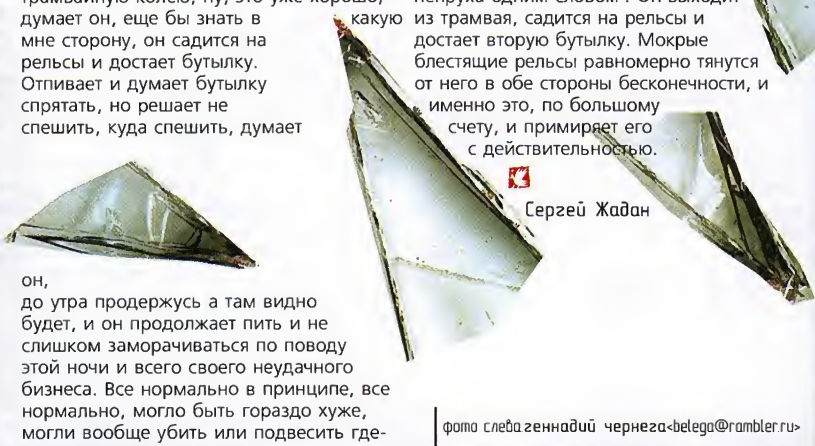 думает он, еще бы знать в какую
мне сторону, он садится на
рельсы и достает бутылку.
Отпивает и думает бутылку
спрятать, но решает не
спешить, куда спешить, думает
он,
до утра продержусь а там видно
будет, и он продолжает пить и не
слишком заморачиваться по поводу
этой ночи и всего своего неудачного
бизнеса. Все нормально в принципе, все
нормально, могло быть гораздо хуже,
могли вообще убить или подвесить где-
из трамвая, садится на рельсы и
достает вторую бутылку. Мокрые
блестящие рельсы равномерно тянутся
от него в обе стороны бесконечности, и
именно это, по большому
счету, и примиряет его
с действительностью.
Сергей Жадан
фото слева геннадий чернега<belega@rambler.ru>